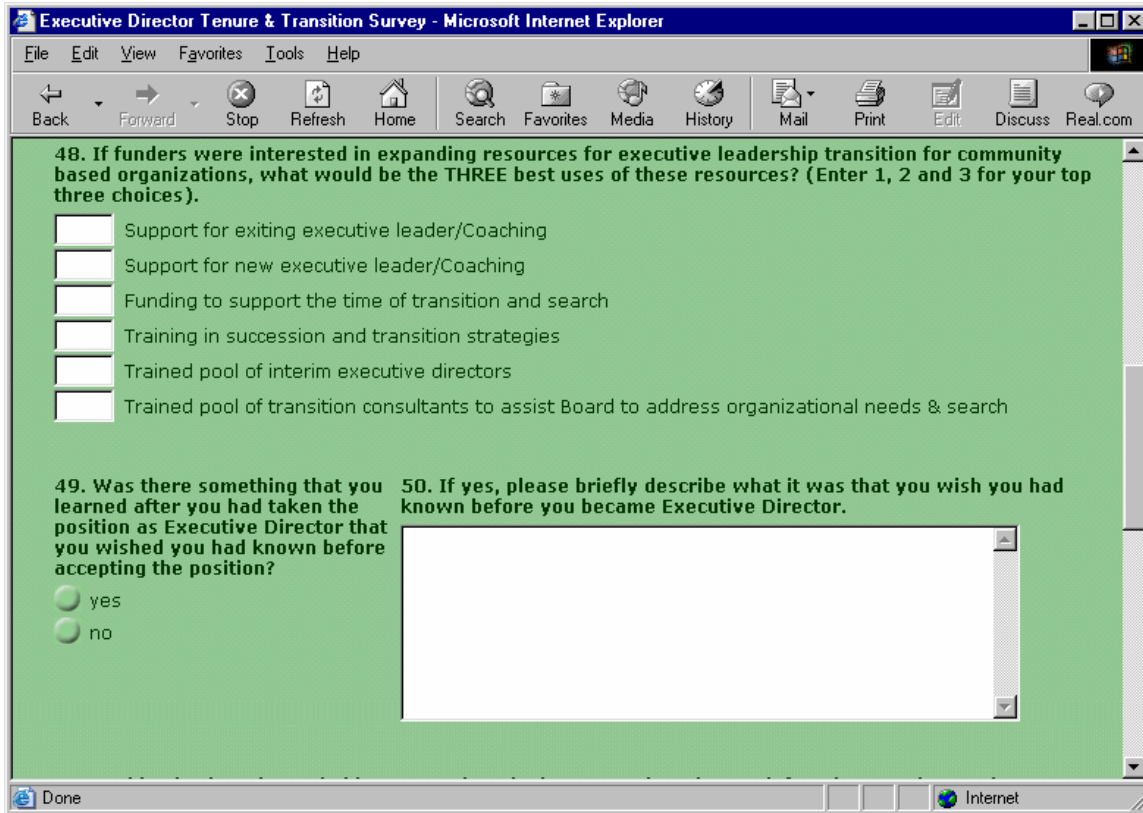 Executive Director Tenure & Transition Survey - Microsoft Internet Explorer
File Edit View Favorites Tools Help
Back Forward Stop Refresh Home Search Favorites Media History Mail Print Edit Discuss Real.com
48. If funders were interested in expanding resources for executive leadership transition for community
based organizations, what would be the THREE best uses of these resources? (Enter 1, 2 and 3 for your top
three choices).
Support for exiting executive leader/Coaching
Support for new executive leader/Coaching
Funding to support the time of transition and search
Training in succession and transition strategies
Trained pool of interim executive directors
Trained pool of transition consultants to assist Board to address organizational needs & search
49. Was there something that you
learned after you had taken the
position as Executive Director that
you wished you had known before
accepting the position?
yes
no
50. If yes, please briefly describe what it was that you wish you had
known before you became Executive Director.
Done
Internet